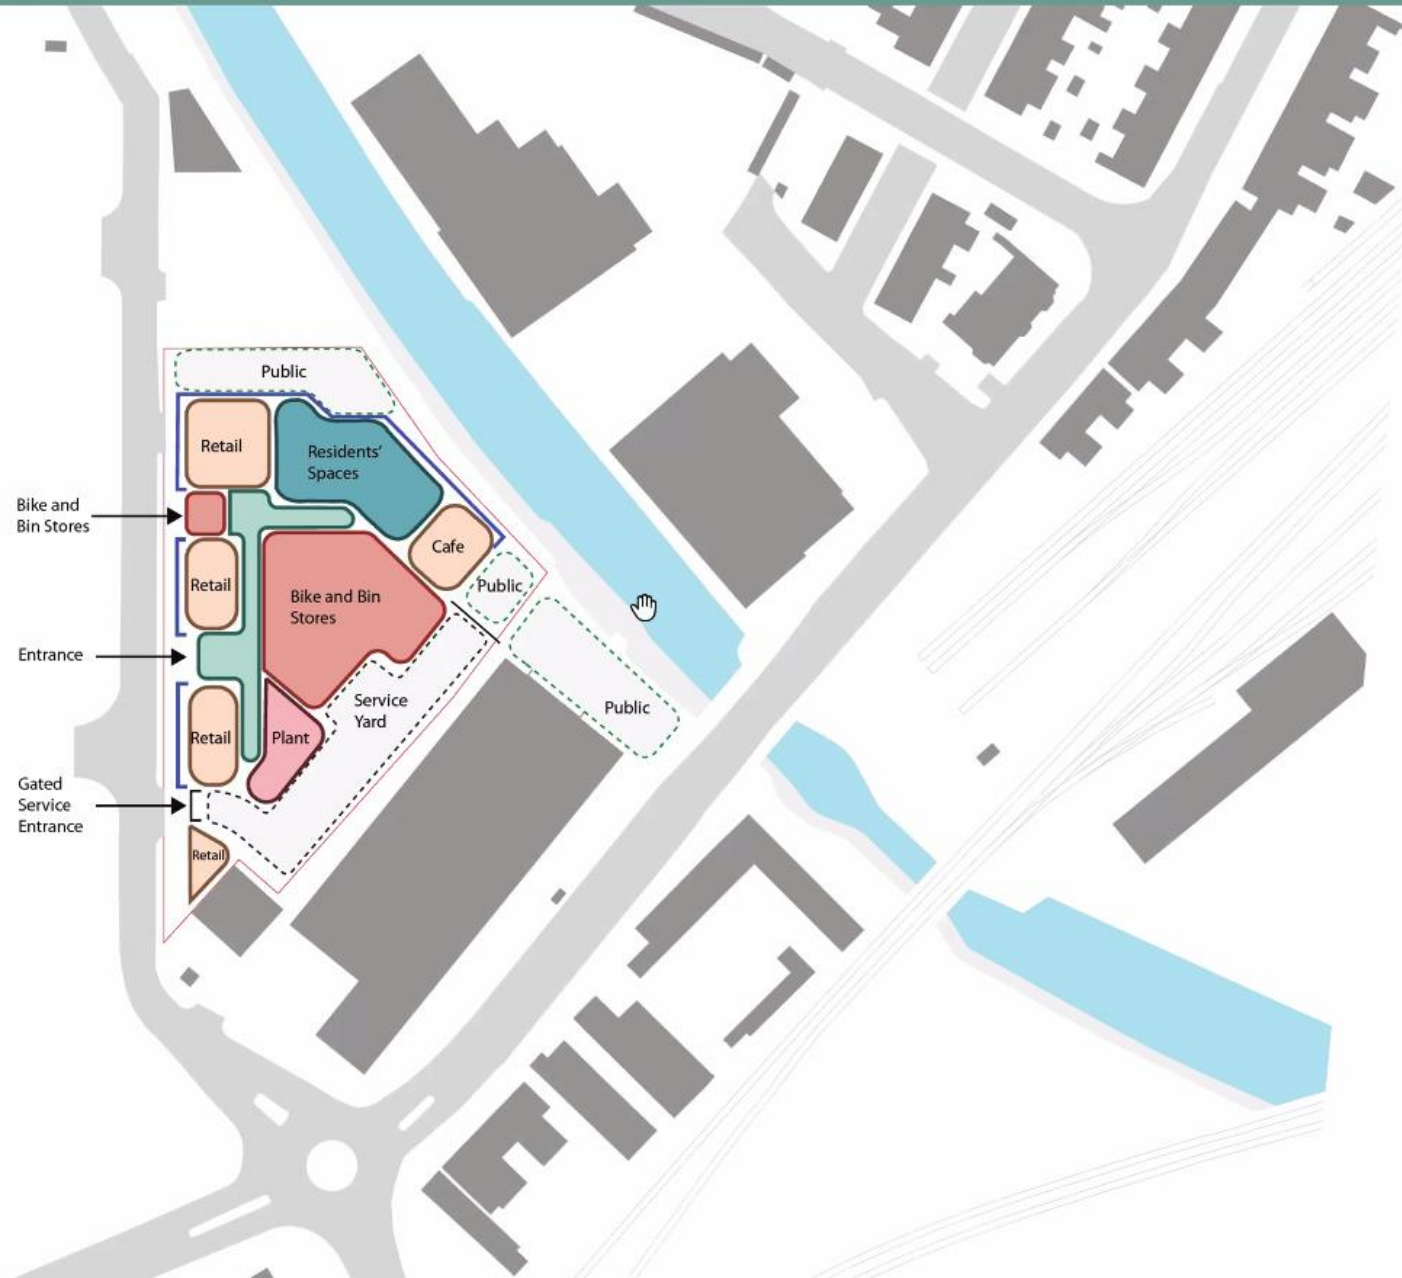 Public
Retail
Residents'
Spaces
Bike and
Bin Stores
Cafe
Retail
Public
Bike and Bin
Stores
Entrance
Service
Yard
Public
Retail
Plant
Gated
Service
Entrance
Retail